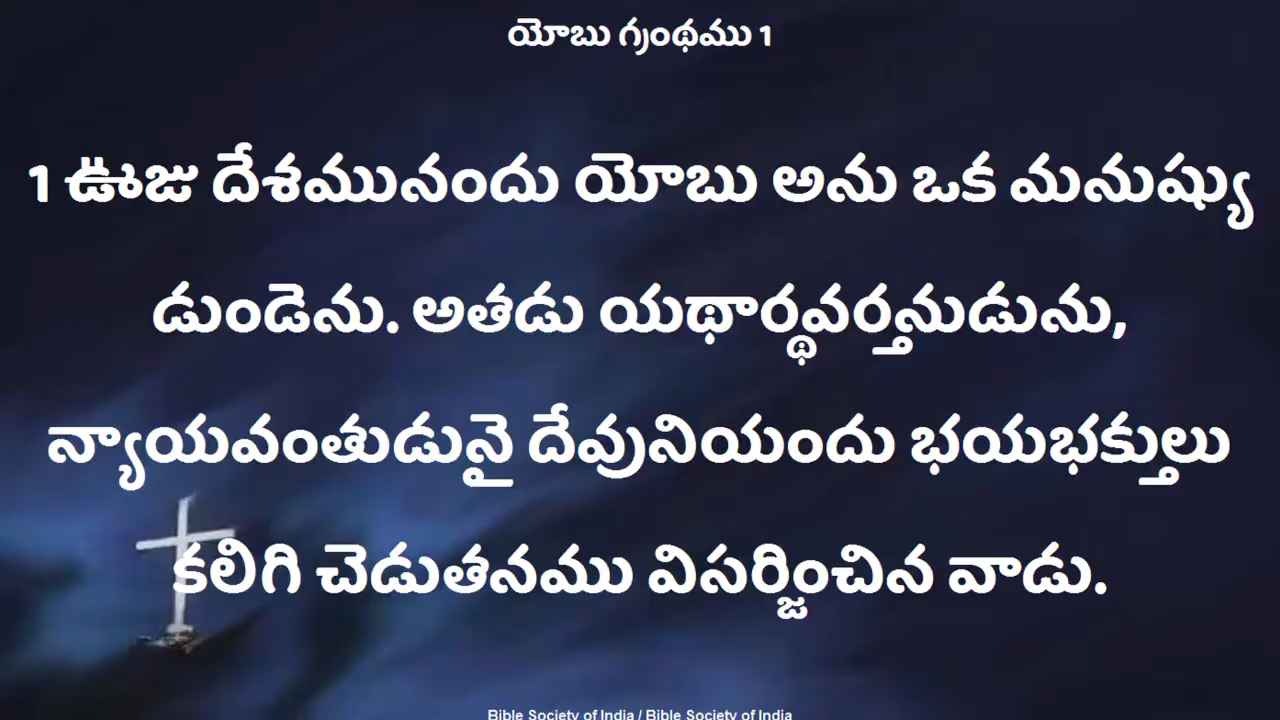 యోబు గ్రంథము 1
1 ఊజు దేశమునందు యోబు అను ఒక మనుష్యు
డుండెను. అతడు యథార్థవర్తనుడును,
న్యాయవంతుడునై దేవునియందు భయభక్తులు
కలిగి చెడుతనము విసర్జించిన వాడు.
Bible Society of India / Bible Society of India